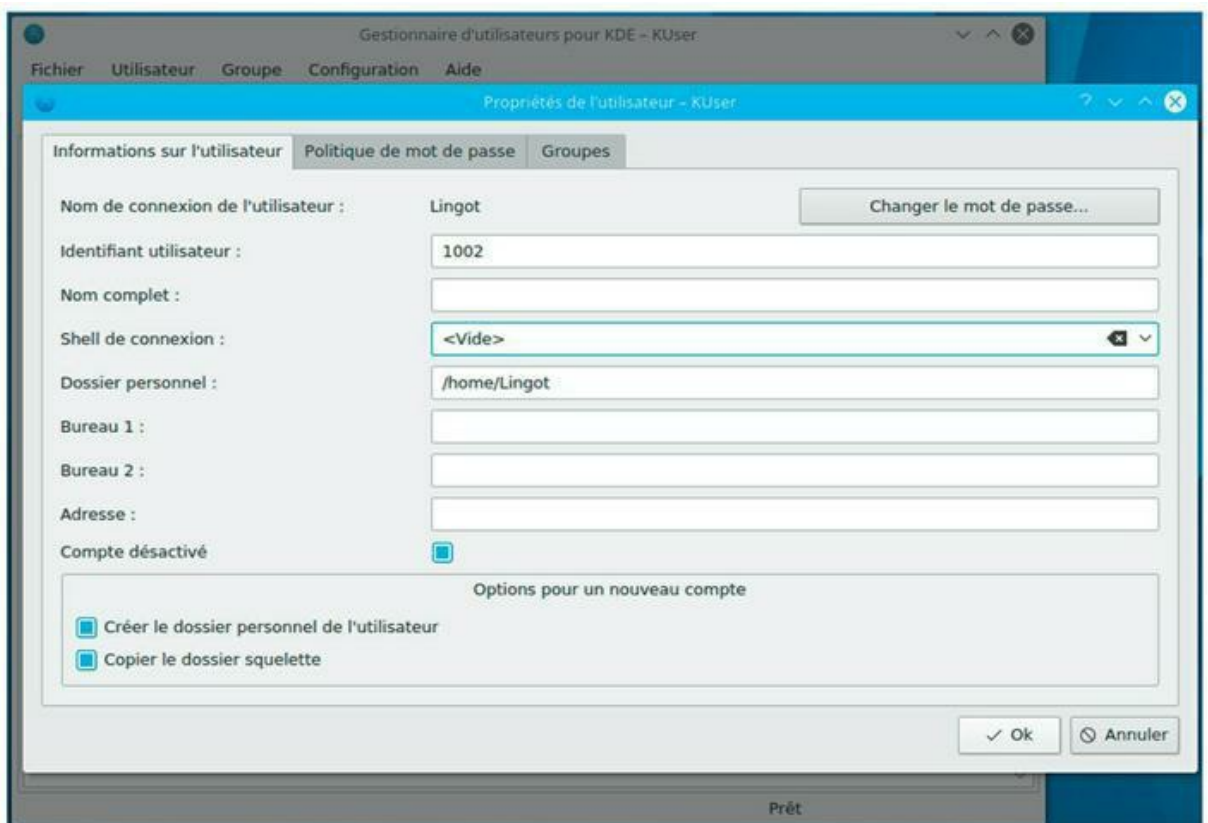 Gestionnaire d'utilisateurs pour KDE – KUser
Fichier Utilisateur Groupe Configuration Aide
Propriétés de l'utilisateur – KUser
Informations sur l'utilisateur Politique de mot de passe Groupes
Nom de connexion de l'utilisateur : Lingot Changer le mot de passe...
Identifiant utilisateur : 1002
Nom complet :
Shell de connexion : <Vide>
Dossier personnel : /home/Lingot
Bureau 1 :
Bureau 2 :
Adresse :
Compte désactivé
Options pour un nouveau compte
Créer le dossier personnel de l'utilisateur
Copier le dossier squelette
Ok Annuler
Prêt